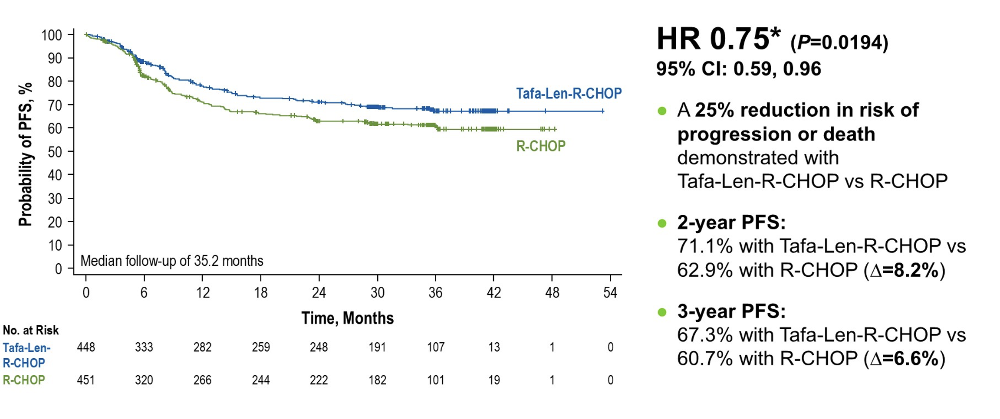 100
90
80
70
60
50
40
30
20
10
0
Probability of PFS, %
Tafa-Len-R-CHOP
R-CHOP
Median follow-up of 35.2 months
0 6 12 18 24 30 36 42 48 54
Time, Months
No. at Risk
Tafa-Len-
R-CHOP 448 333 282 259 248 191 107 13 1 0
R-CHOP 451 320 266 244 222 182 101 19 1 0
HR 0.75* (P=0.0194)
95% CI: 0.59, 0.96
● A 25% reduction in risk of
progression or death
demonstrated with
Tafa-Len-R-CHOP vs R-CHOP
● 2-year PFS:
71.1% with Tafa-Len-R-CHOP vs
62.9% with R-CHOP (Δ=8.2%)
● 3-year PFS:
67.3% with Tafa-Len-R-CHOP vs
60.7% with R-CHOP (Δ=6.6%)